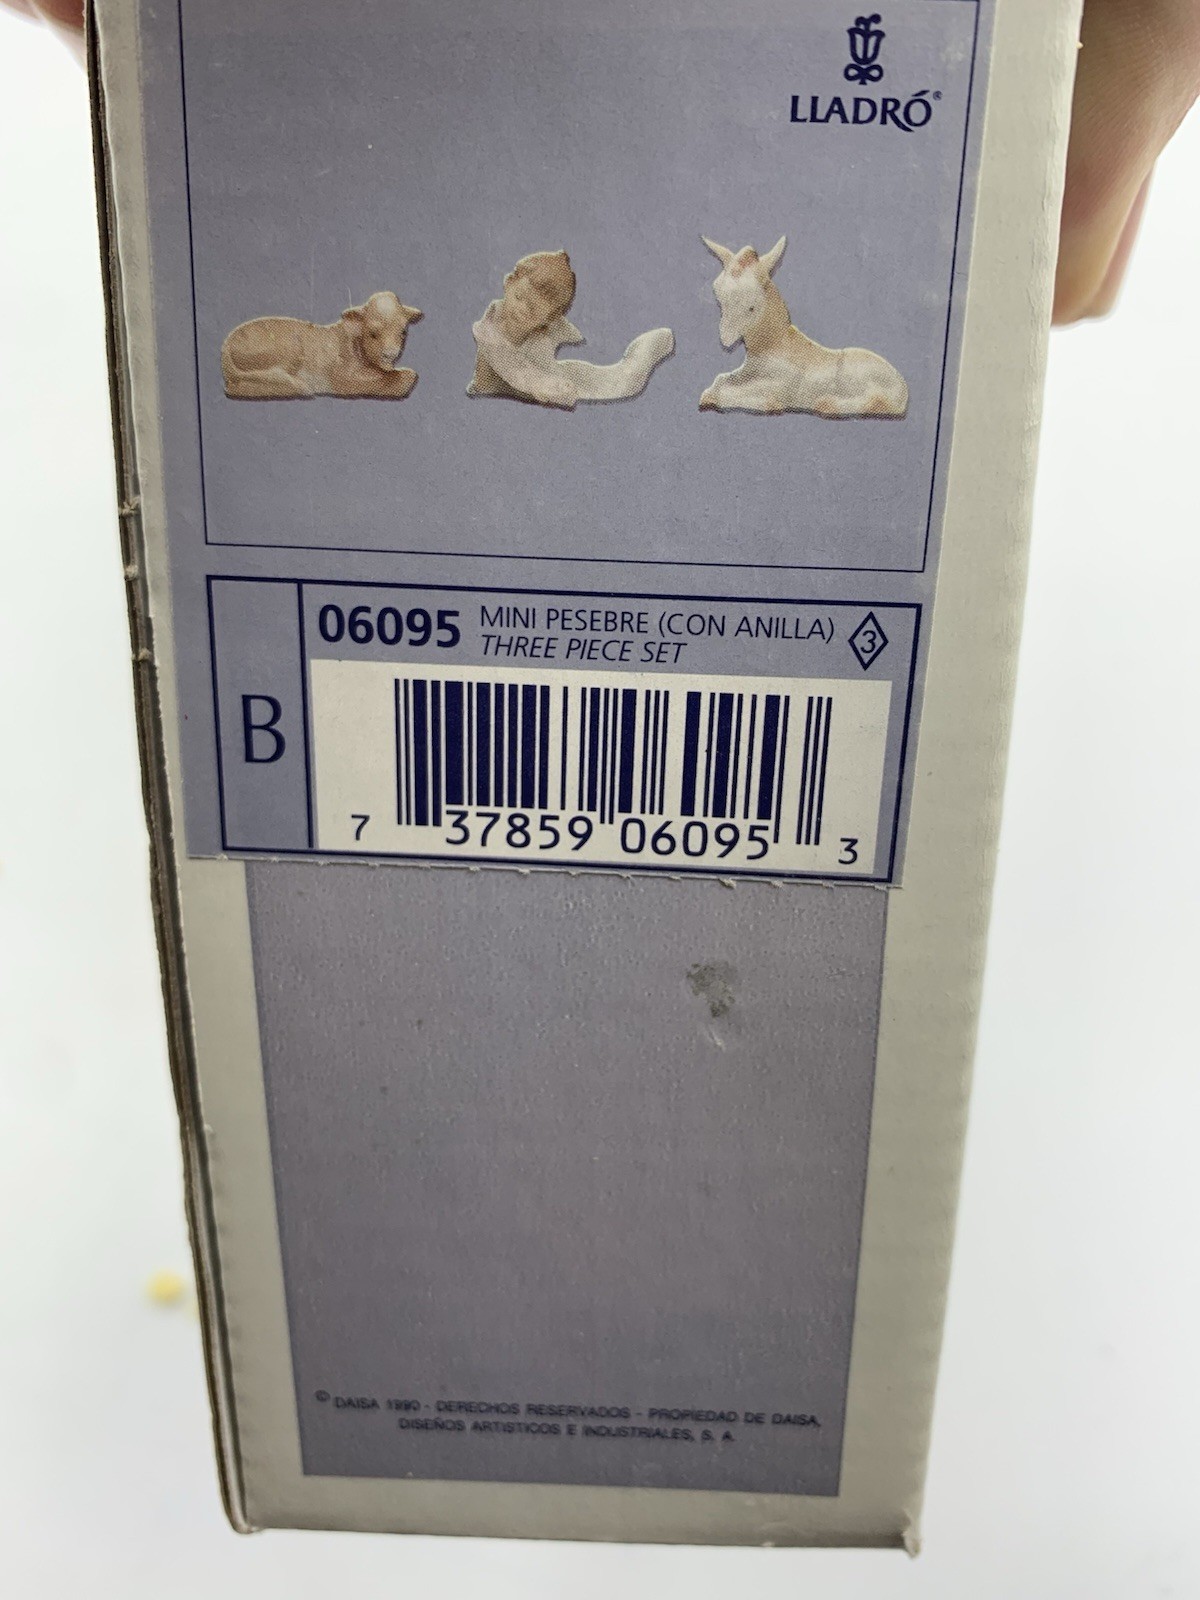 LLADRÓ®
06095 MINI PESEBRE (CON ANILLA) 3
THREE PIECE SET
B
7 37859 06095 3
© DAISA 1990 - DERECHOS RESERVADOS - PROPIEDAD DE DAISA,
DISEÑOS ARTISTICOS E INDUSTRIALES, S. A.